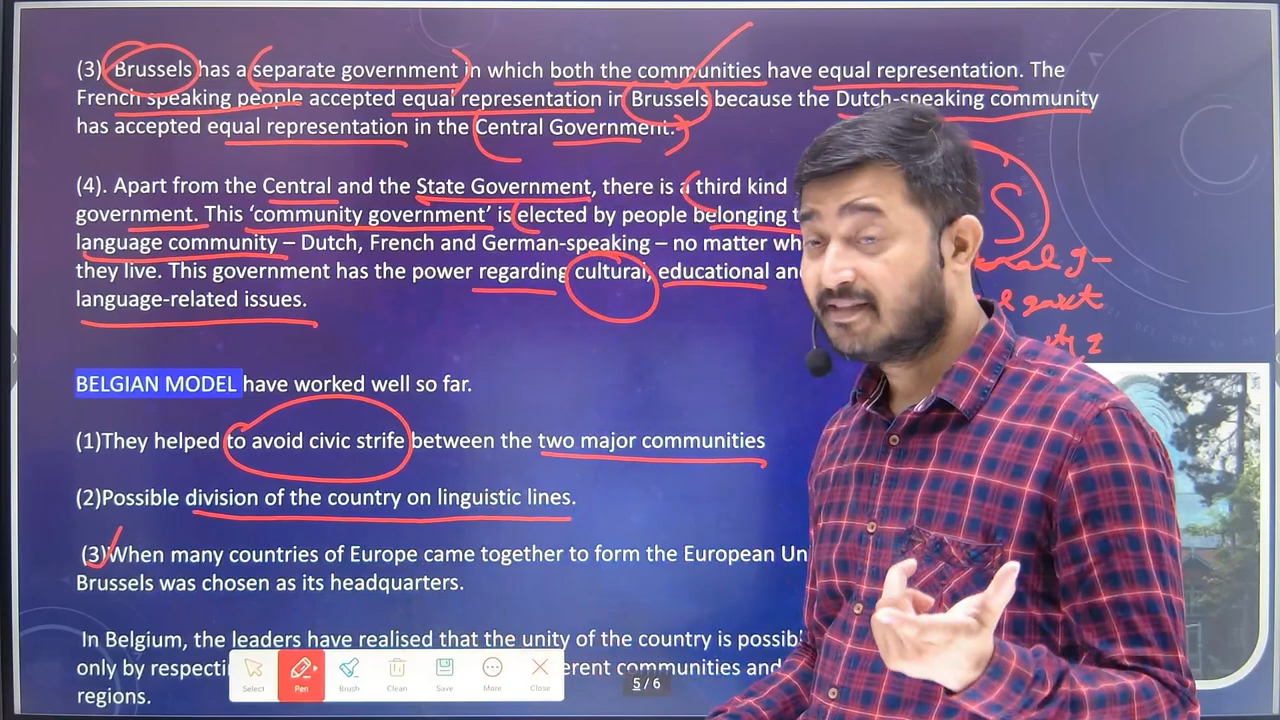 (3) Brussels has a separate government in which both the communities have equal representation. The
French speaking people accepted equal representation in Brussels because the Dutch-speaking community
has accepted equal representation in the Central Government.
(4). Apart from the Central and the State Government, there is a third kind
government. This ‘community government’ is elected by people belonging t
language community – Dutch, French and German-speaking – no matter wh
they live. This government has the power regarding cultural, educational and
language-related issues.
BELGIAN MODEL have worked well so far.
(1)They helped to avoid civic strife between the two major communities
(2)Possible division of the country on linguistic lines.
(3)When many countries of Europe came together to form the European Un
Brussels was chosen as its headquarters.
In Belgium, the leaders have realised that the unity of the country is possibl
only by respecti erent communities and
regions.
Select Pen Brush Clean Save More Close
5 / 6